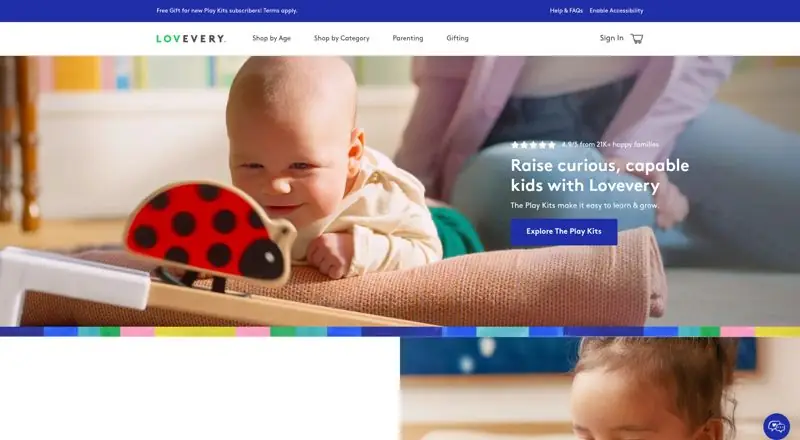 Free Gift for new Play Kits subscribers! Terms apply.
Help & FAQs
Enable Accessibility
LOVEVERY
Shop by Age
Shop by Category
Parenting
Gifting
Sign In
4.9/5 from 21K+ happy families
Raise curious, capable
kids with Lovevery
The Play Kits make it easy to learn & grow.
Explore The Play Kits